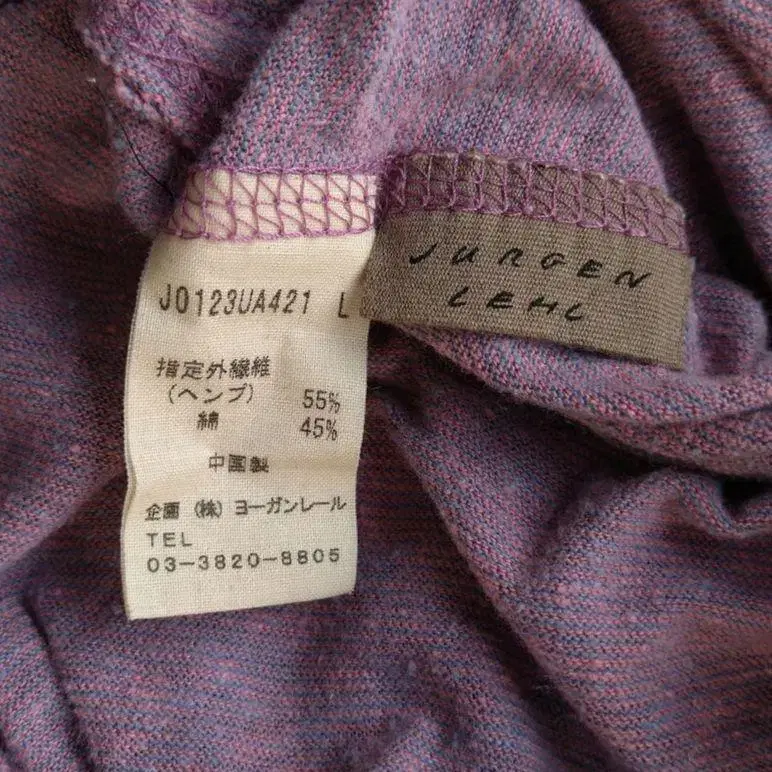 JURGEN
LEHL
J0123UA421 L
指定外繊維
(ヘンプ) 55%
綿 45%
中国製
企画 (株) ヨーガンレール
TEL
03-3820-8805